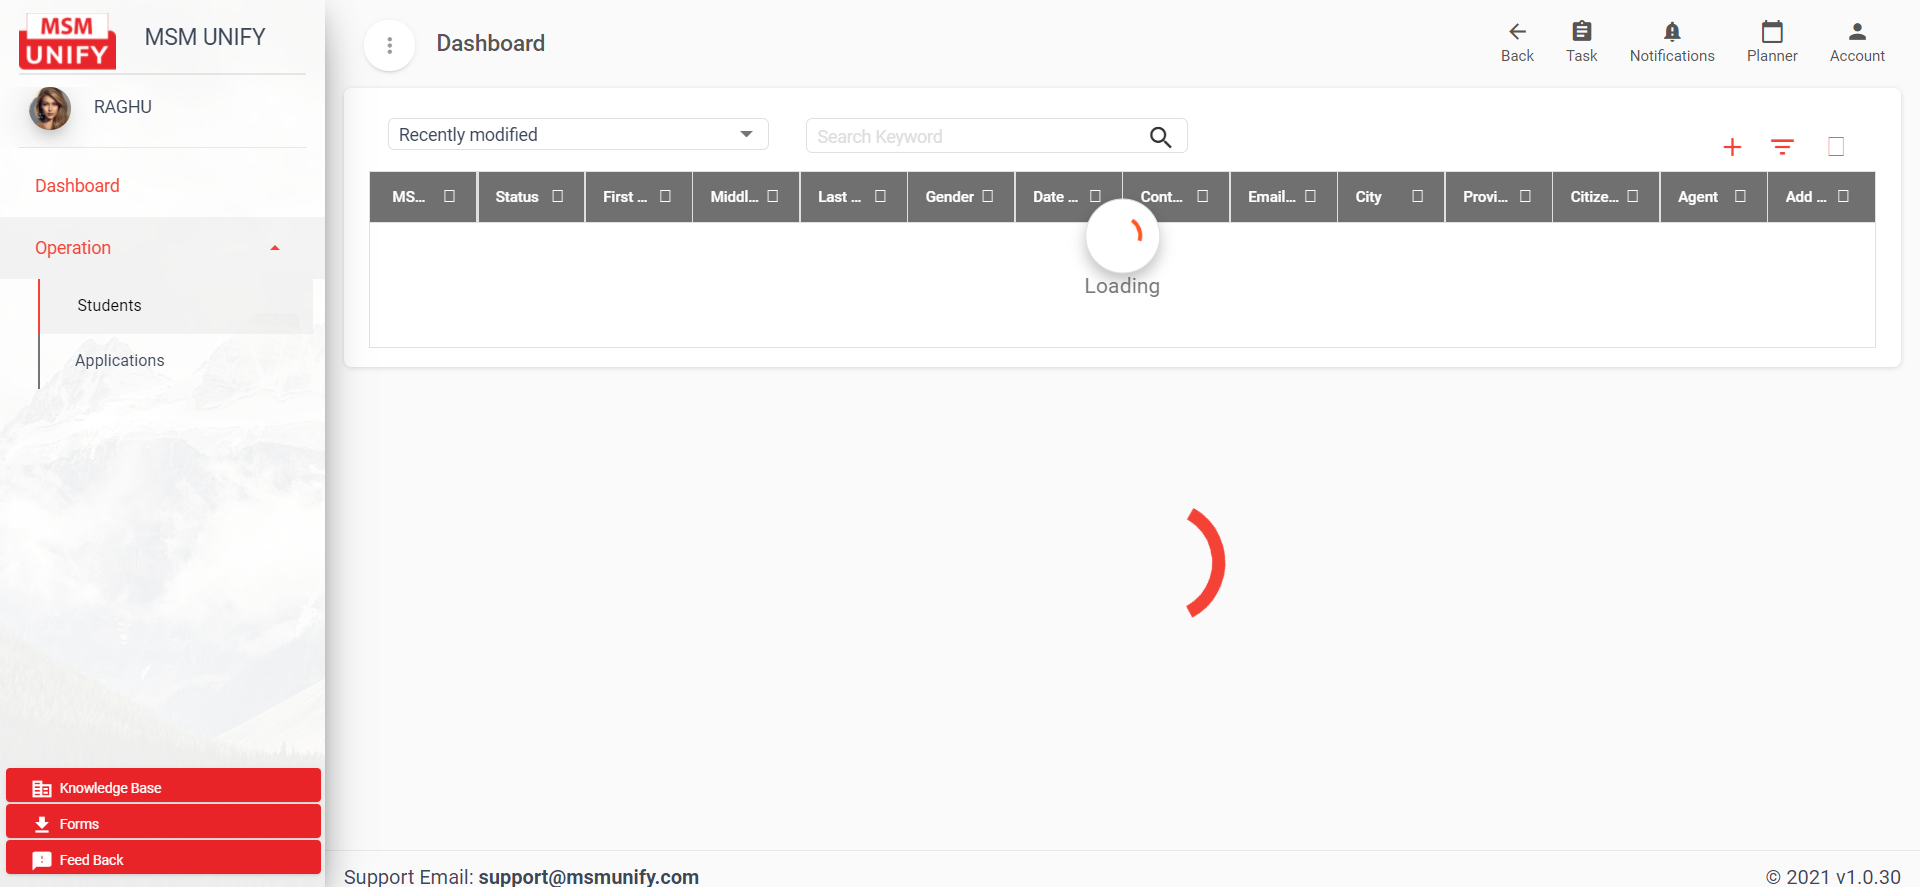 MSM
UNIFY
MSM UNIFY
RAGHU
Dashboard
Operation
Students
Applications
Knowledge Base
Forms
Feed Back
Dashboard
Back
Task
Notifications
Planner
Account
Recently modified
Search Keyword
MS...
Status
First ...
Middl...
Last ...
Gender
Date ...
Cont...
Email...
City
Provi...
Citize...
Agent
Add ...
Loading
Support Email: support@msmunify.com
© 2021 v1.0.30